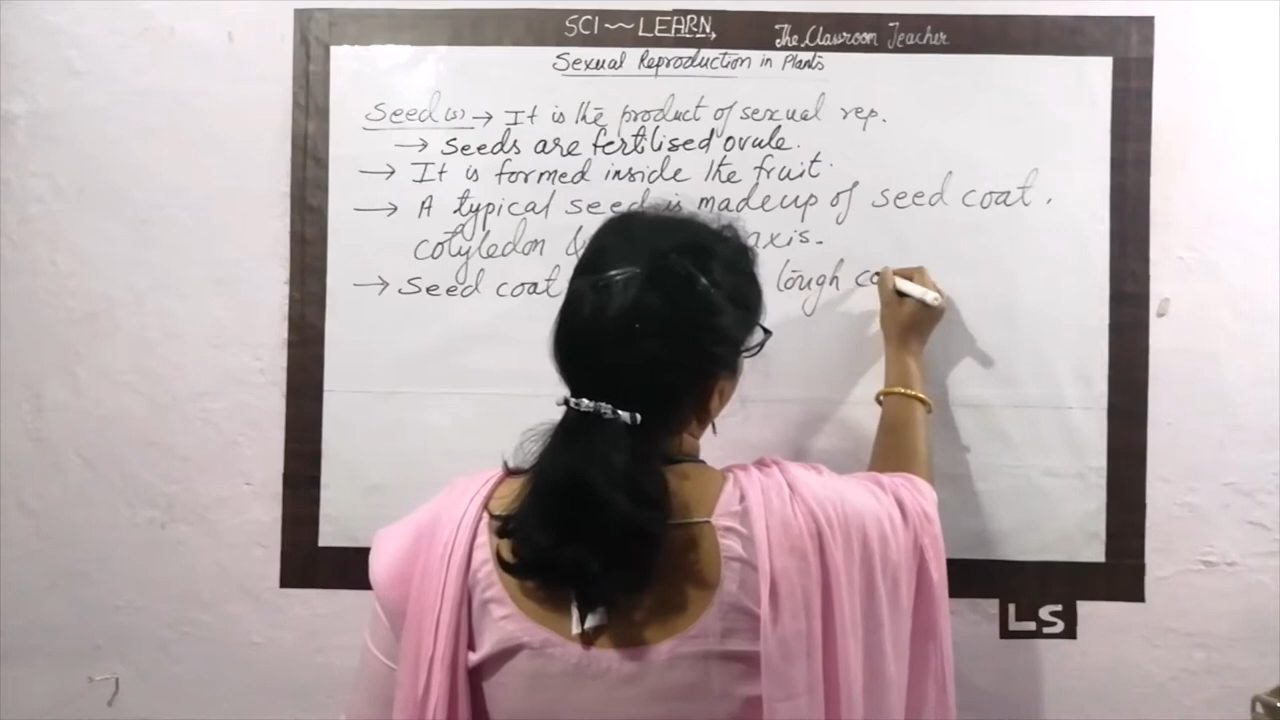 SCI~LEARN, The Classroom Teacher
Sexual Reproduction in Plants
Seed(s) → It is the product of sexual rep.
→ Seeds are fertilised ovule.
→ It is formed inside the fruit.
→ A typical seed is madeup of seed coat,
cotyledon & axis.
→ Seed coat tough co
LS